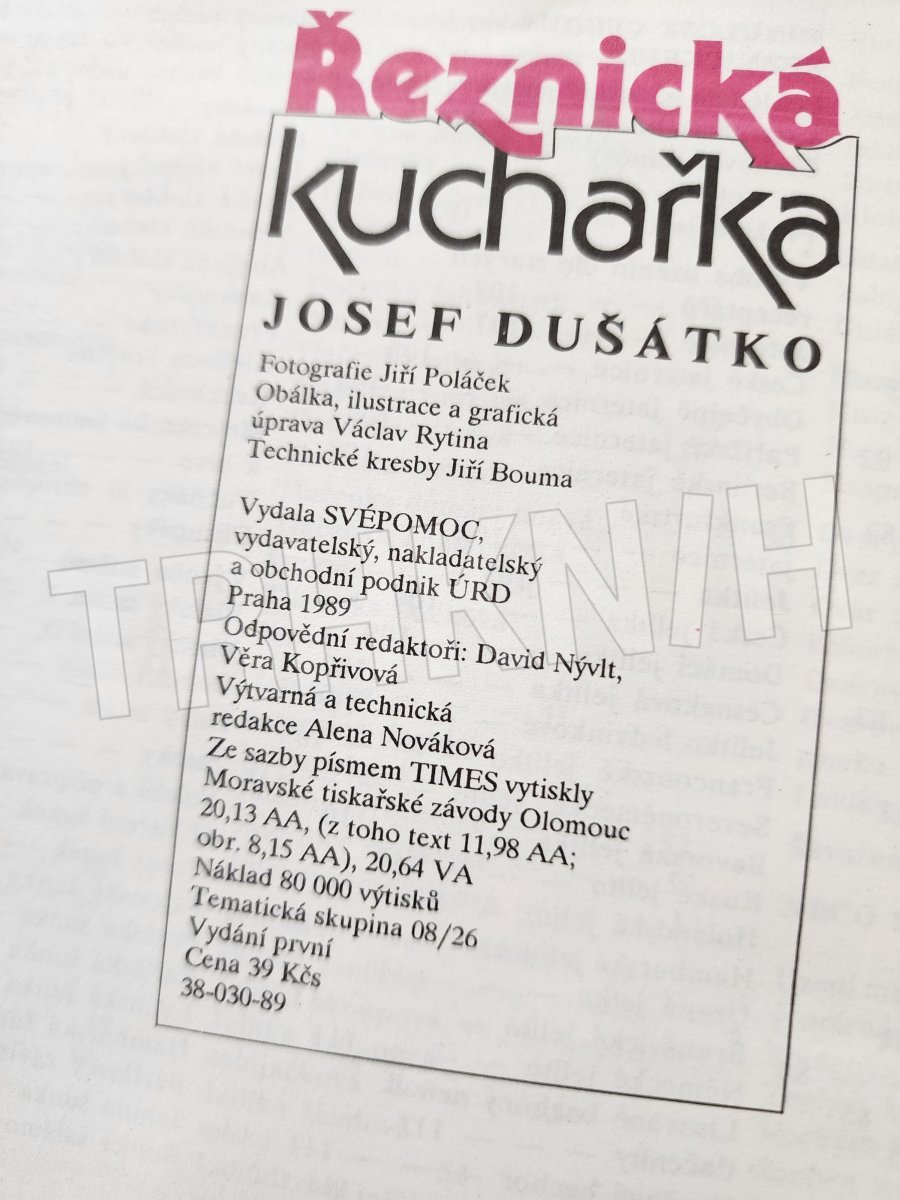 Řeznická
kuchařka
JOSEF DUŠÁTKO
Fotografie Jiří Poláček
Obálka, ilustrace a grafická
úprava Václav Rytina
Technické kresby Jiří Bouma
Vydala SVÉPOMOC,
vydavatelský, nakladatelský
a obchodní podnik ÚRD
Praha 1989
Odpovědní redaktoři: David Nývlt,
Věra Kopřivová
Výtvarná a technická
redakce Alena Nováková
Ze sazby písmem TIMES vytiskly
Moravské tiskařské závody Olomouc
20,13 AA, (z toho text 11,98 AA;
obr. 8,15 AA), 20,64 VA
Náklad 80 000 výtisků
Tematická skupina 08/26
Vydání první
Cena 39 Kčs
38-030-89
TRHKNIH